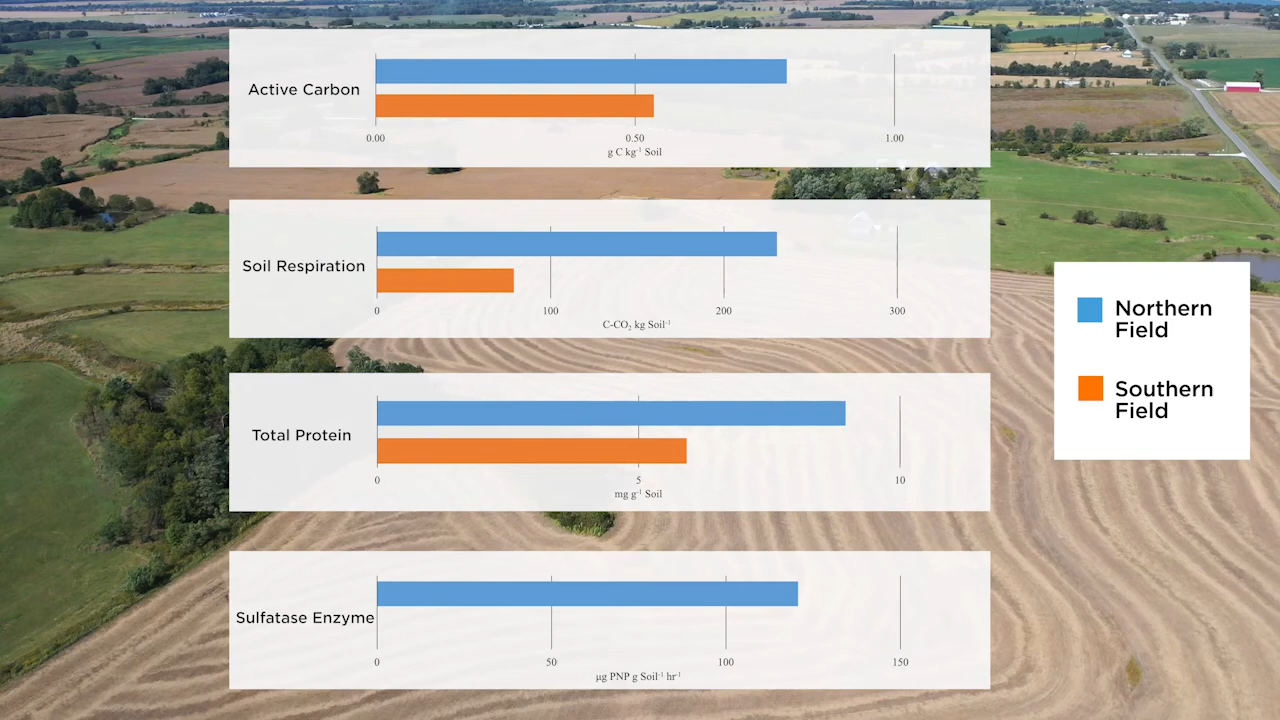 Active Carbon
0.00 0.50 1.00
g C kg⁻¹ Soil
Soil Respiration
0 100 200 300
C-CO₂ kg Soil⁻¹
Total Protein
0 5 10
mg g⁻¹ Soil
Sulfatase Enzyme
0 50 100 150
µg PNP g Soil⁻¹ hr⁻¹
Northern
Field
Southern
Field